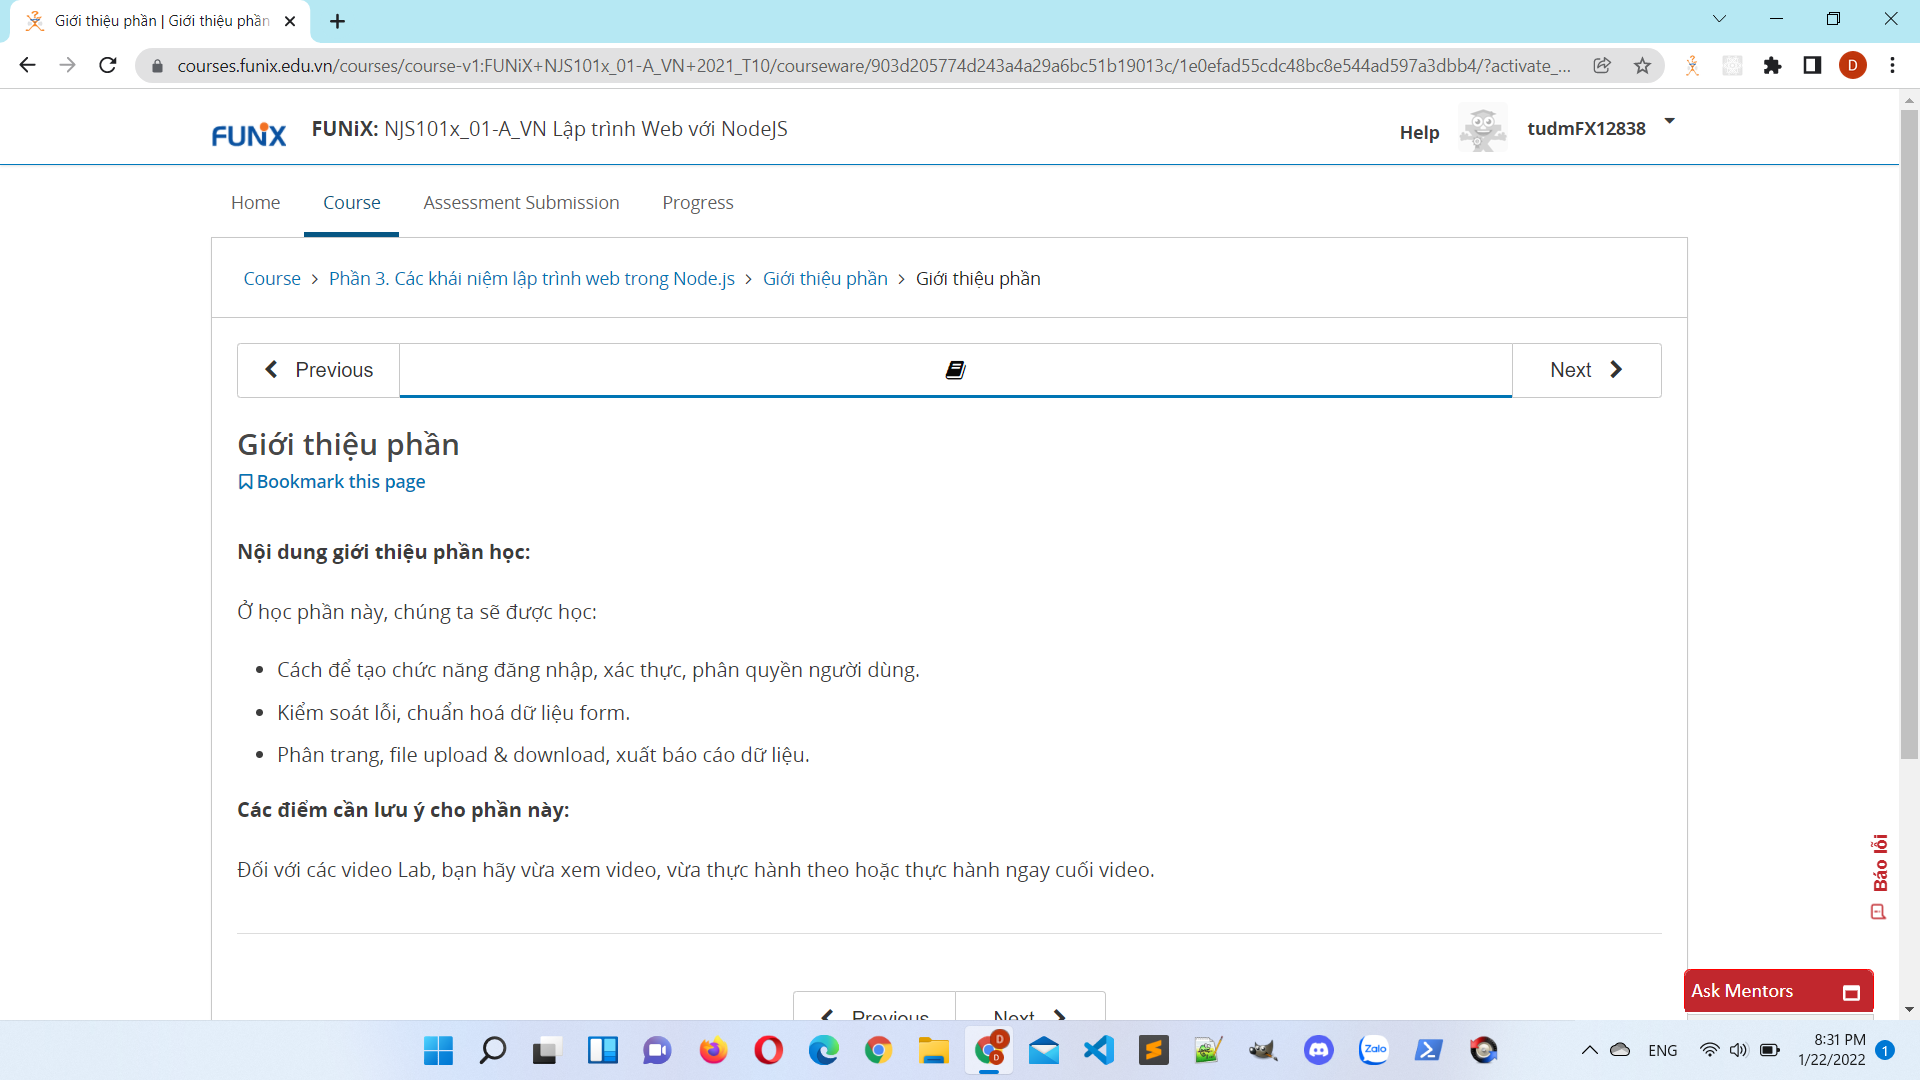 Giới thiệu phần | Giới thiệu phần
courses.funix.edu.vn/courses/course-v1:FUNiX+NJS101x_01-A_VN+2021_T10/courseware/903d205774d243a4a29a6bc51b19013c/1e0efad55cdc48bc8e544ad597a3dbb4/?activate_...
D
FUNiX
FUNiX: NJS101x_01-A_VN Lập trình Web với NodeJS
Help
tudmFX12838
Home
Course
Assessment Submission
Progress
Course > Phần 3. Các khái niệm lập trình web trong Node.js > Giới thiệu phần > Giới thiệu phần
Previous
Next
Giới thiệu phần
Bookmark this page
Nội dung giới thiệu phần học:
Ở học phần này, chúng ta sẽ được học:
• Cách để tạo chức năng đăng nhập, xác thực, phân quyền người dùng.
• Kiểm soát lỗi, chuẩn hoá dữ liệu form.
• Phân trang, file upload & download, xuất báo cáo dữ liệu.
Các điểm cần lưu ý cho phần này:
Đối với các video Lab, bạn hãy vừa xem video, vừa thực hành theo hoặc thực hành ngay cuối video.
Báo lỗi
Ask Mentors
Previous
Next
D
D
Zalo
ENG
8:31 PM
1/22/2022
1